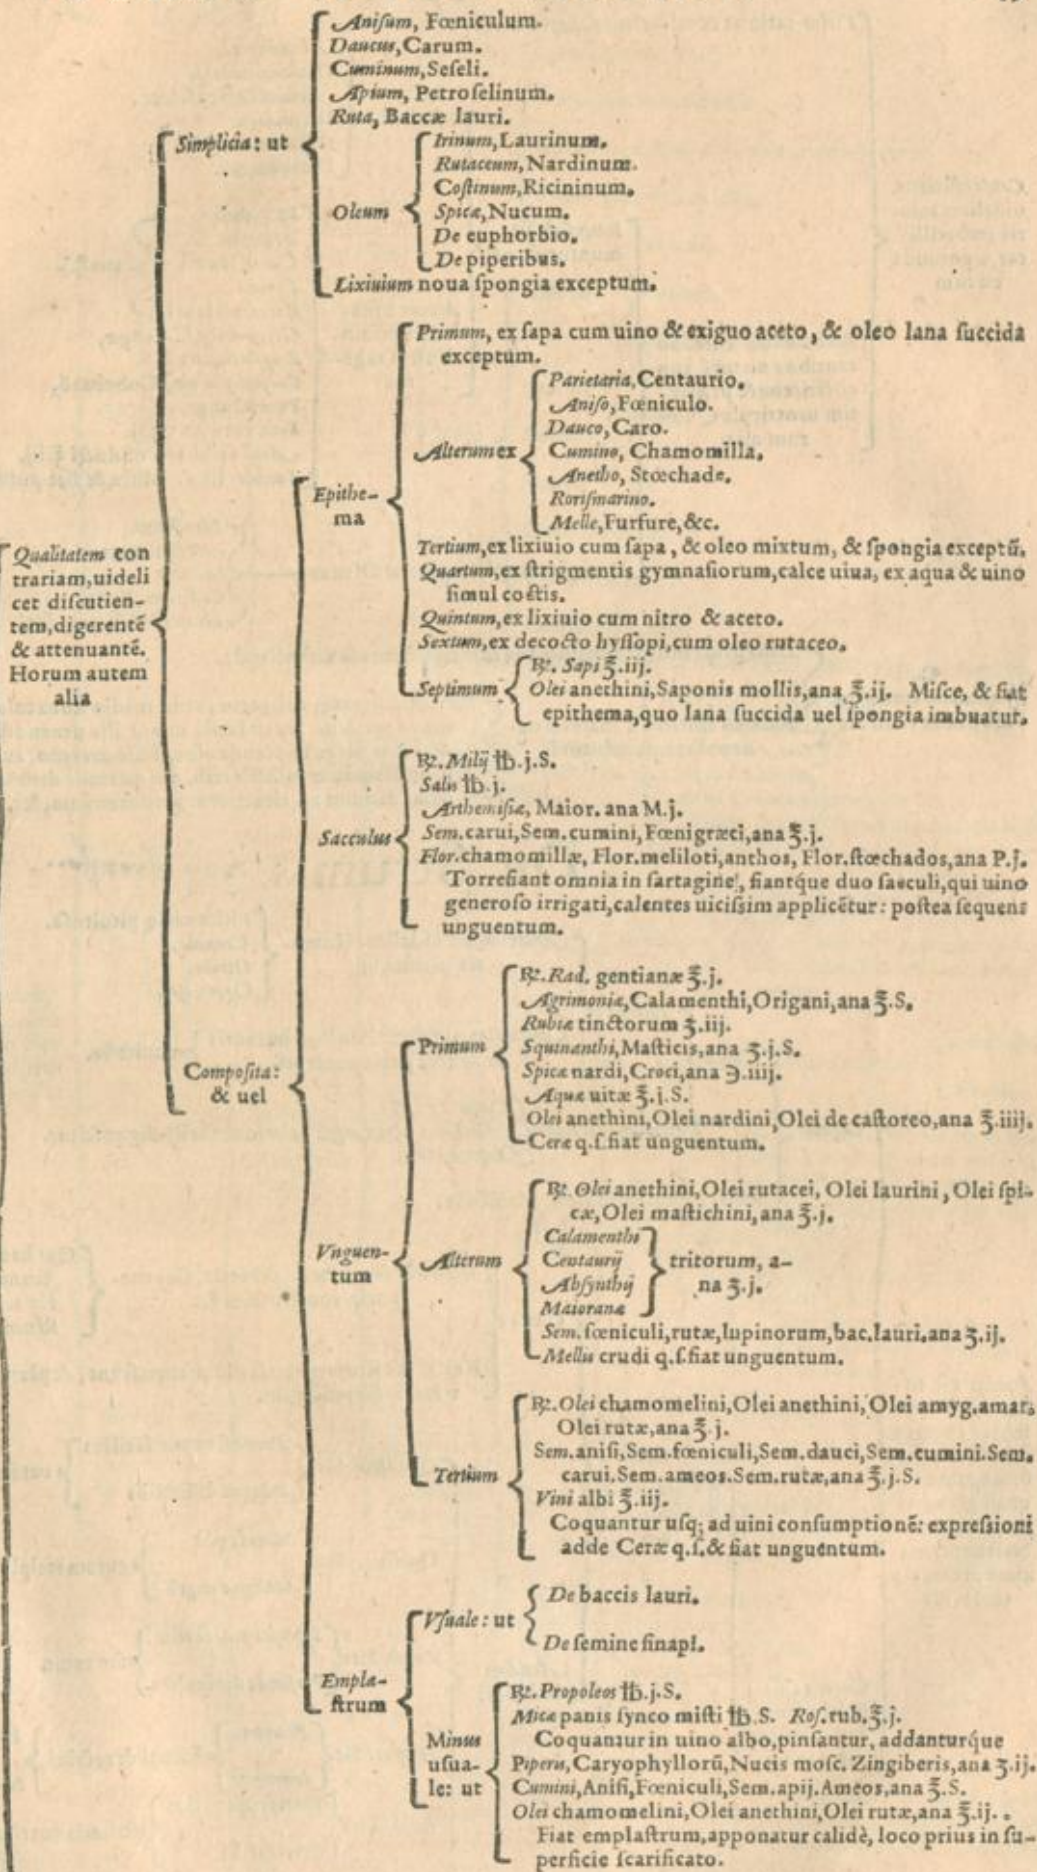 Anisum, Fœniculum.
Daucus, Carum.
Cuminum, Seseli.
Apium, Petroselinum.
Ruta, Baccæ lauri.
Simplicia: ut
Oleum
Irinum, Laurinum.
Rutaceum, Nardinum.
Costinum, Ricininum.
Spicæ, Nucum.
De euphorbio.
De piperibus.
Lixiuium noua spongia exceptum.
Qualitatem con
trariam, uideli
cet discutien-
tem, digerentẽ
& attenuantẽ.
Horum autem
alia
Composita:
& uel
Epithe-
ma
Primum, ex sapa cum uino & exiguo aceto, & oleo lana succida
exceptum.
Alterum ex
Parietaria, Centaurio.
Aniso, Fœniculo.
Dauco, Caro.
Cumino, Chamomilla.
Anetho, Stœchade.
Rorismarino.
Melle, Furfure, &c.
Tertium, ex lixiuio cum sapa, & oleo mixtum, & spongia exceptũ.
Quartum, ex strigmentis gymnasiorum, calce uiua, ex aqua & uino
simul coctis.
Quintum, ex lixiuio cum nitro & aceto.
Sextum, ex decocto hyssopi, cum oleo rutaceo.
Septimum
℞. Sapi ℥.iij.
Olei anethini, Saponis mollis, ana ℥.ij. Misce, & fiat
epithema, quo lana succida uel spongia imbuatur.
Sacculus
℞. Milij ℔.j.S.
Salis ℔.j.
Arthemisiæ, Maior. ana M.j.
Sem. carui, Sem. cumini, Fœnigræci, ana ℥.j.
Flor. chamomillæ, Flor. meliloti, anthos, Flor. stœchados, ana P.j.
Torrefiant omnia in sartagine, fiantq́ue duo sacculi, qui uino
generoso irrigati, calentes uicissim applicẽtur: postea sequens
unguentum.
Vnguen-
tum
Primum
℞. Rad. gentianæ ℥.j.
Agrimoniæ, Calamenthi, Origani, ana ℥.S.
Rubiæ tinctorum ʒ.iij.
Squinanthi, Masticis, ana ʒ.j.S.
Spicæ nardi, Croci, ana ℈.iiij.
Aquæ uitæ ℥.j.S.
Olei anethini, Olei nardini, Olei de castoreo, ana ℥.iiij.
Ceræ q.s. fiat unguentum.
Alterum
℞. Olei anethini, Olei rutacei, Olei laurini, Olei spi-
cæ, Olei mastichini, ana ℥.j.
Calamenthi
Centaurij
Absynthij
Maioranæ
tritorum, a-
na ʒ.j.
Sem. fœniculi, rutæ, lupinorum, bac. lauri. ana ʒ.ij.
Mellis crudi q.s. fiat unguentum.
Tertium
℞. Olei chamomelini, Olei anethini, Olei amyg. amar.
Olei rutæ, ana ℥.j.
Sem. anisi, Sem. fœniculi, Sem. dauci, Sem. cumini. Sem.
carui. Sem. ameos. Sem. rutæ, ana ℥.j.S.
Vini albi ℥.iij.
Coquantur usq; ad uini consumptionẽ: expressioni
adde Ceræ q.s. & fiat unguentum.
Empla-
strum
Vsuale: ut
De baccis lauri.
De semine sinapi.
Minus
usua-
le: ut
℞. Propoleos ℔.j.S.
Micæ panis synco misti ℔.S. Ros. rub. ℥.j.
Coquantur in uino albo, pinsantur, addanturq́ue
Piperis, Caryophyllorũ, Nucis mosc. Zingiberis, ana ʒ.ij.
Cumini, Anisi, Fœniculi, Sem. apij. Ameos, ana ℥.S.
Olei chamomelini, Olei anethini, Olei rutæ, ana ℥.ij.
Fiat emplastrum, apponatur calidè, loco prius in su-
perficie scarificato.